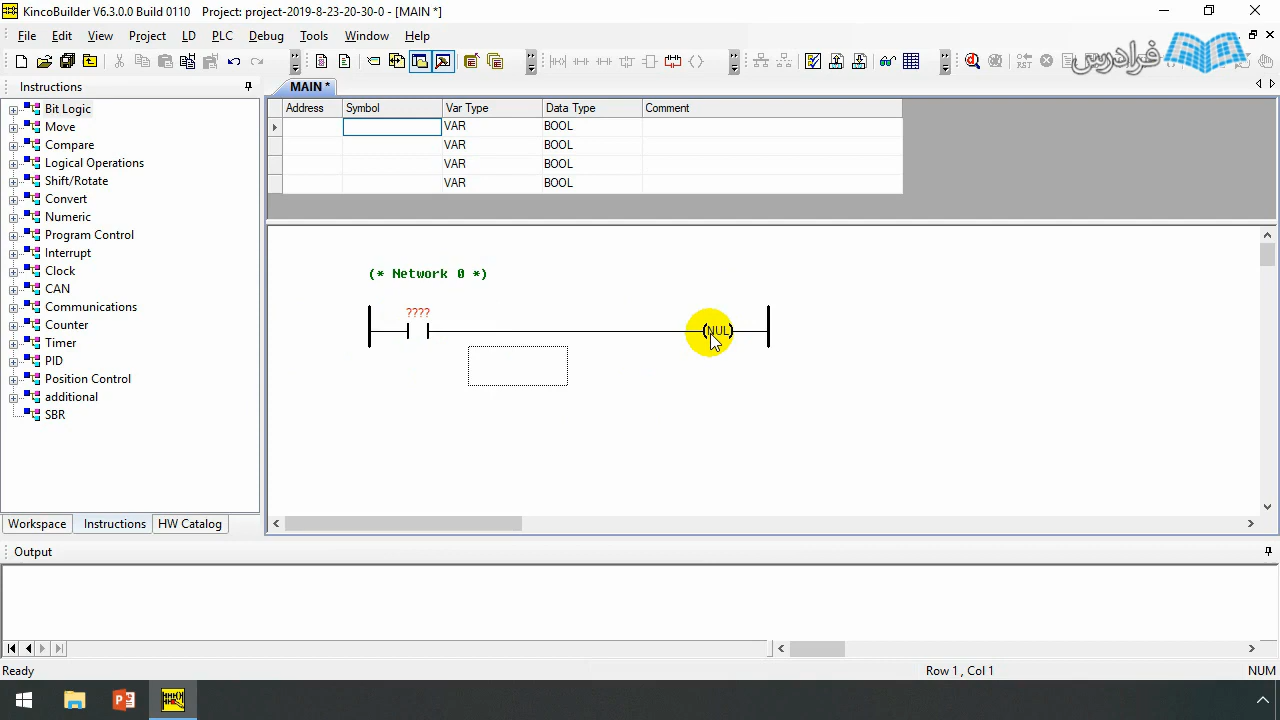 KincoBuilder V6.3.0.0 Build 0110 Project: project-2019-8-23-20-30-0 - [MAIN *]
File Edit View Project LD PLC Debug Tools Window Help
فرادرس
Instructions
MAIN *
Address Symbol Var Type Data Type Comment
VAR BOOL
VAR BOOL
VAR BOOL
VAR BOOL
Bit Logic
Move
Compare
Logical Operations
Shift/Rotate
Convert
Numeric
Program Control
Interrupt
Clock
CAN
Communications
Counter
Timer
PID
Position Control
additional
SBR
(* Network 0 *)
????
(NUL)
Workspace Instructions HW Catalog
Output
Ready
Row 1 , Col 1
NUM